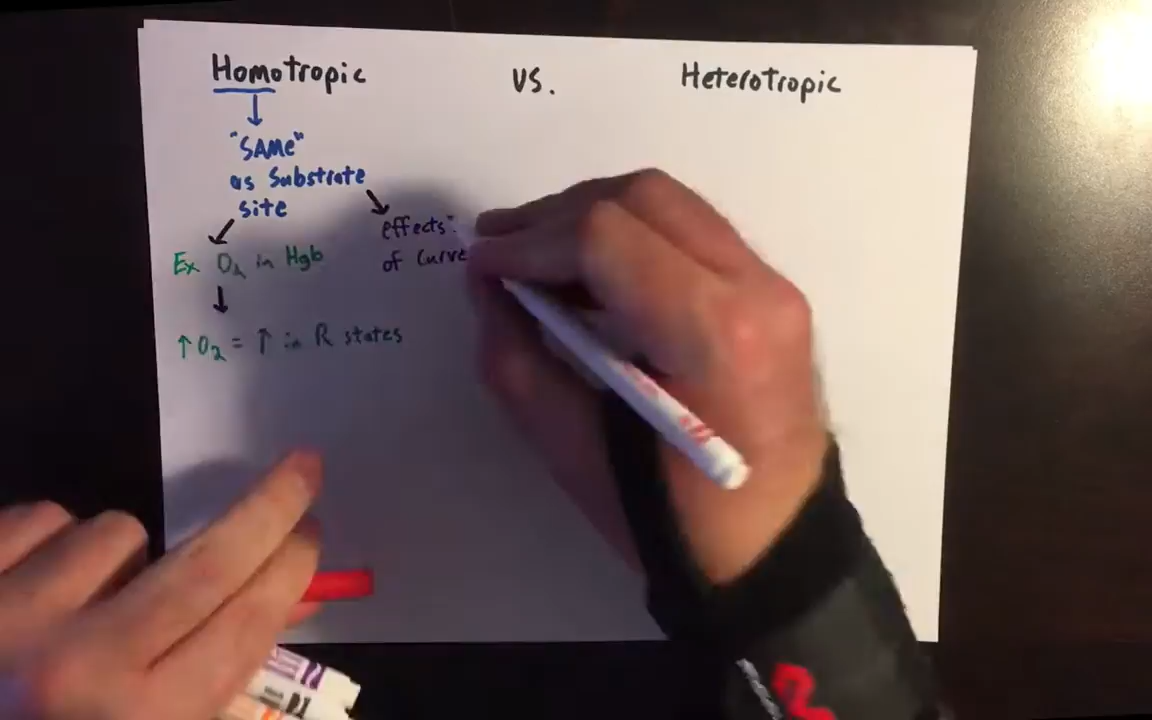 Homotropic vs. Heterotropic
"SAME"
as Substrate
site
effects:
of Curve
Ex O2 in Hgb
↑O2 = ↑ in R states